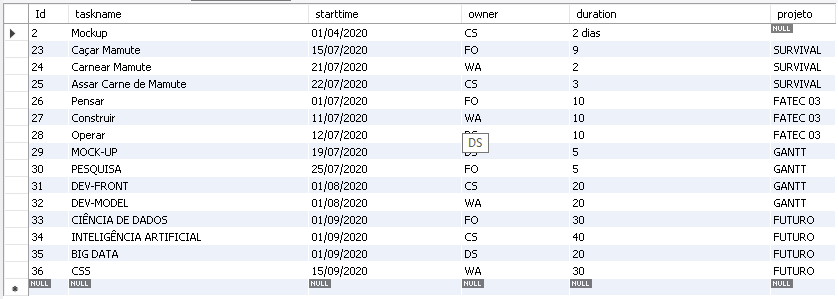 Id taskname starttime owner duration projeto
2 Mockup 01/04/2020 CS 2 dias NULL
23 Caçar Mamute 15/07/2020 FO 9 SURVIVAL
24 Carnear Mamute 21/07/2020 WA 2 SURVIVAL
25 Assar Carne de Mamute 22/07/2020 CS 3 SURVIVAL
26 Pensar 01/07/2020 FO 10 FATEC 03
27 Construir 11/07/2020 WA 10 FATEC 03
28 Operar 12/07/2020 DS 10 FATEC 03
DS
29 MOCK-UP 19/07/2020 DS 5 GANTT
30 PESQUISA 25/07/2020 FO 5 GANTT
31 DEV-FRONT 01/08/2020 CS 20 GANTT
32 DEV-MODEL 01/08/2020 WA 20 GANTT
33 CIÊNCIA DE DADOS 01/09/2020 FO 30 FUTURO
34 INTELIGÊNCIA ARTIFICIAL 01/09/2020 CS 40 FUTURO
35 BIG DATA 01/09/2020 DS 20 FUTURO
36 CSS 15/09/2020 WA 30 FUTURO
NULL NULL NULL NULL NULL NULL